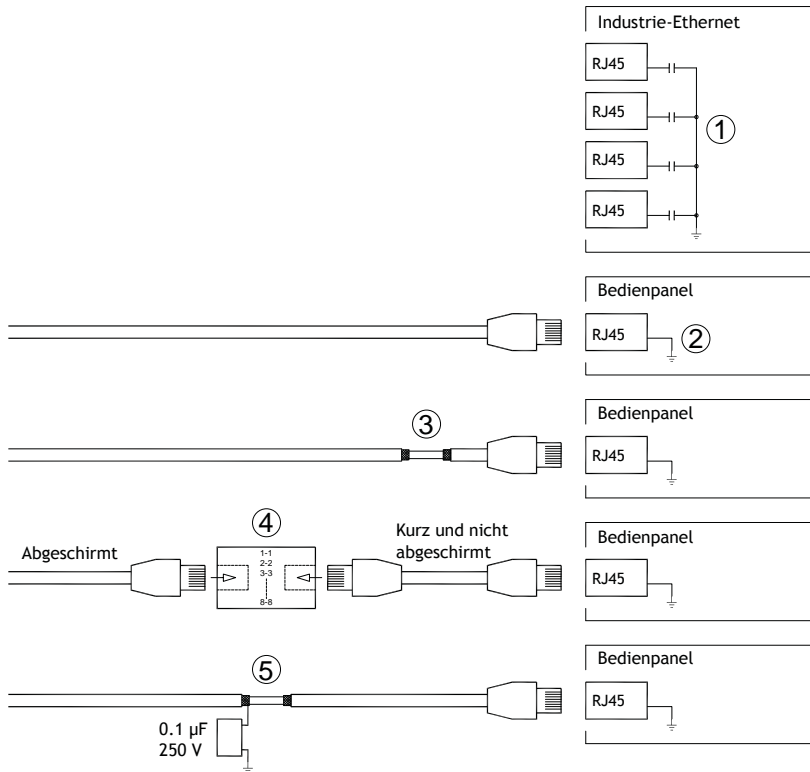 Industrie-Ethernet
RJ45
RJ45
①
RJ45
RJ45
Bedienpanel
RJ45
②
Bedienpanel
③
RJ45
Bedienpanel
④
Abgeschirmt
Kurz und nicht
abgeschirmt
1-1
2-2
3-3
8-8
RJ45
Bedienpanel
⑤
RJ45
0.1 µF
250 V